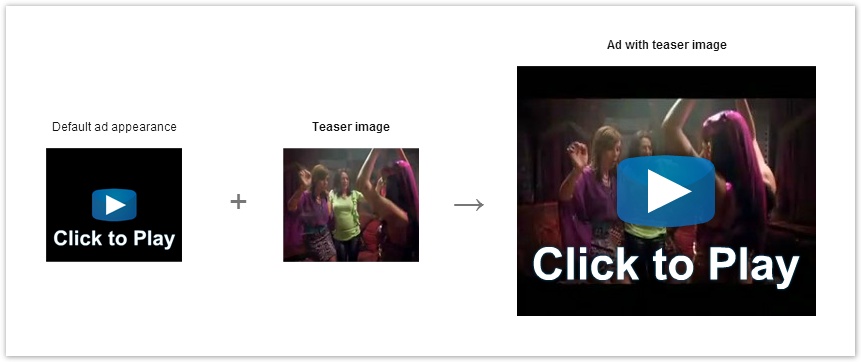 Ad with teaser image
Default ad appearance
Teaser image
+
→
Click to Play
Click to Play